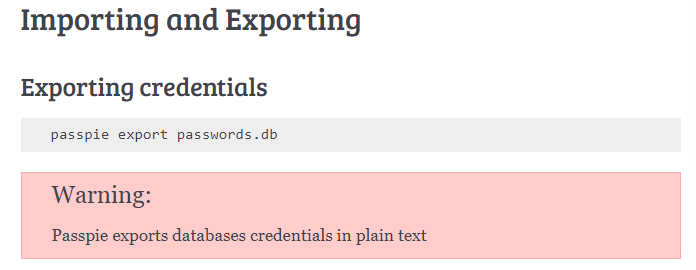 Importing and Exporting
Exporting credentials
passpie export passwords.db
Warning:
Passpie exports databases credentials in plain text